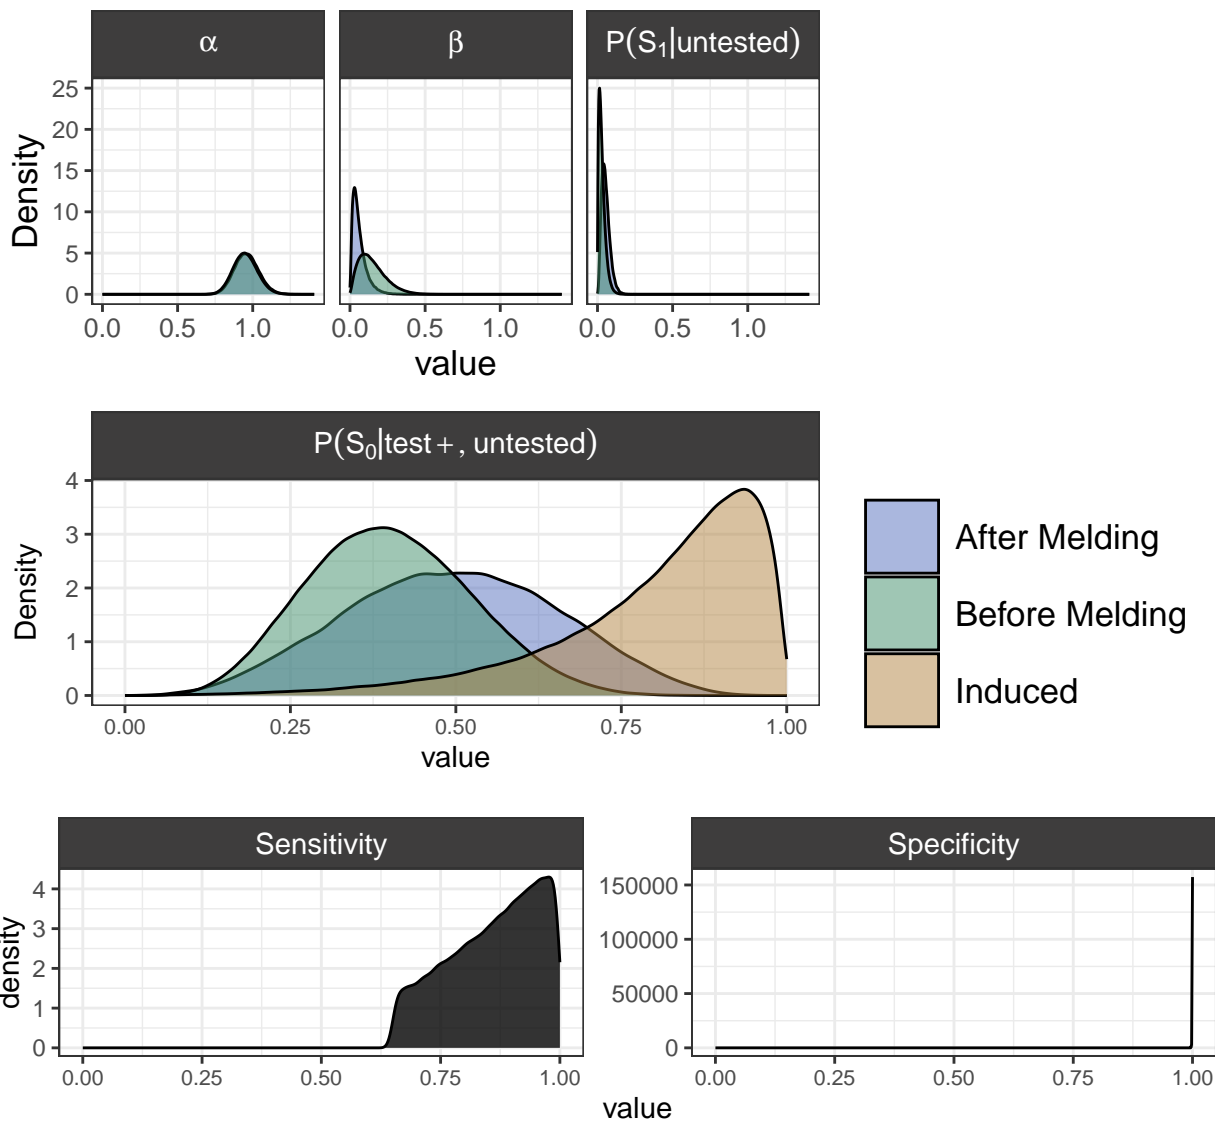 α β P(S₁|untested)
Density
25
20
15
10
5
0
0.0 0.5 1.0 0.0 0.5 1.0 0.0 0.5 1.0
value
P(S₀|test+, untested)
Density
4
3
2
1
0
0.00 0.25 0.50 0.75 1.00
value
After Melding
Before Melding
Induced
Sensitivity Specificity
density
4
3
2
1
0
150000
100000
50000
0
0.00 0.25 0.50 0.75 1.00 0.00 0.25 0.50 0.75 1.00
value